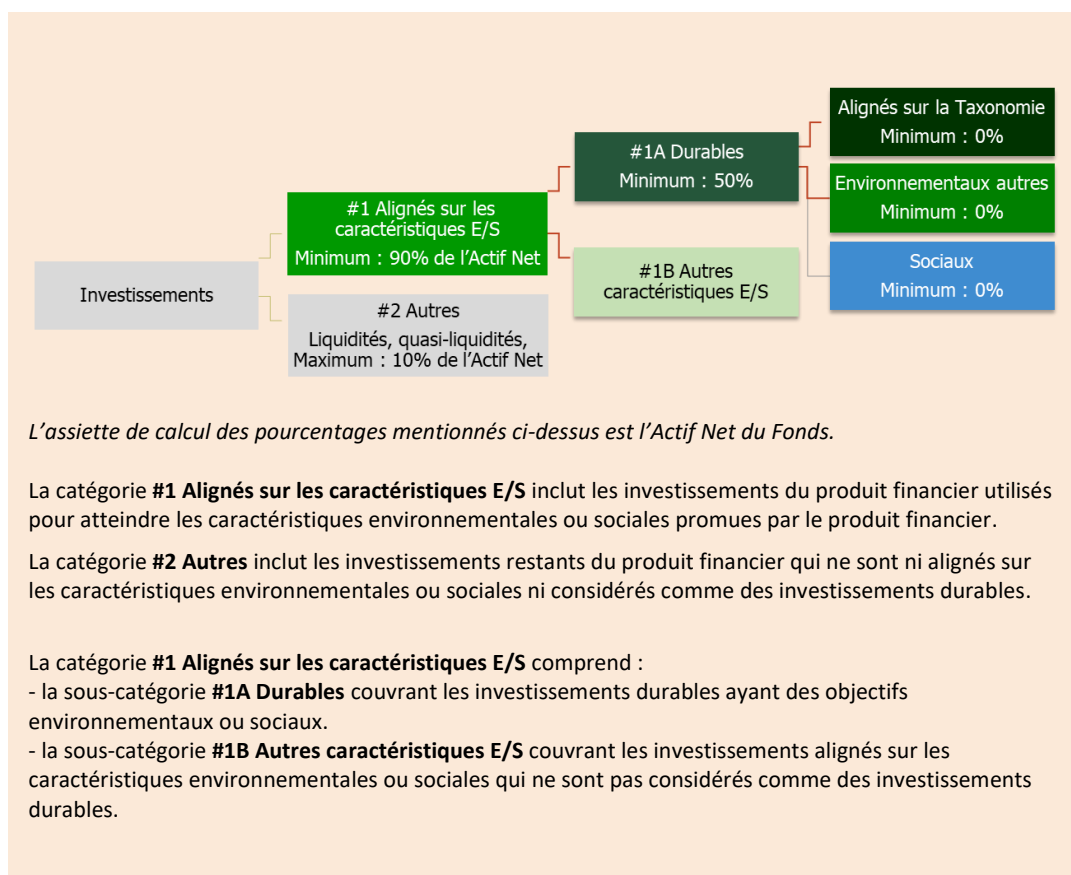 Alignés sur la Taxonomie
Minimum : 0%
#1A Durables
Minimum : 50%
Environnementaux autres
Minimum : 0%
#1 Alignés sur les
caractéristiques E/S
Minimum : 90% de l'Actif Net
#1B Autres
caractéristiques E/S
Sociaux
Minimum : 0%
Investissements
#2 Autres
Liquidités, quasi-liquidités,
Maximum : 10% de l'Actif Net
L'assiette de calcul des pourcentages mentionnés ci-dessus est l'Actif Net du Fonds.
La catégorie #1 Alignés sur les caractéristiques E/S inclut les investissements du produit financier utilisés
pour atteindre les caractéristiques environnementales ou sociales promues par le produit financier.
La catégorie #2 Autres inclut les investissements restants du produit financier qui ne sont ni alignés sur
les caractéristiques environnementales ou sociales ni considérés comme des investissements durables.
La catégorie #1 Alignés sur les caractéristiques E/S comprend :
- la sous-catégorie #1A Durables couvrant les investissements durables ayant des objectifs
environnementaux ou sociaux.
- la sous-catégorie #1B Autres caractéristiques E/S couvrant les investissements alignés sur les
caractéristiques environnementales ou sociales qui ne sont pas considérés comme des investissements
durables.